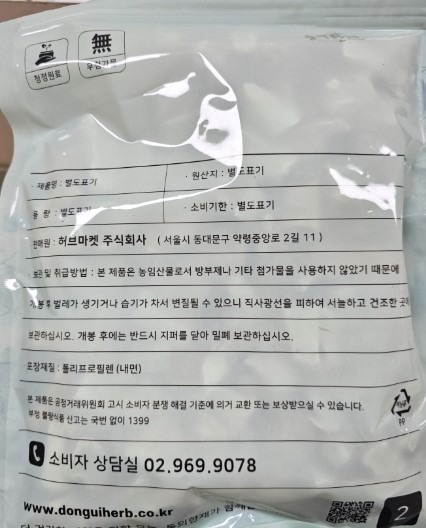 청정원료
無
· 제품명 : 별도표기
· 원산지 : 별도표기
용 량 : 별도표기
· 소비기한 : 별도표기
판매원 : 허브마켓 주식회사 ( 서울시 동대문구 약령중앙로 2길 11 )
보관 및 취급방법 : 본 제품은 농임산물로서 방부제나 기타 첨가물을 사용하지 않았기 때문에
개봉 후 벌레가 생기거나 습기가 차서 변질될 수 있으니 직사광선을 피하여 서늘하고 건조한 곳에
보관하십시오. 개봉 후에는 반드시 지퍼를 달아 밀폐 보관하십시오.
포장재질 : 폴리프로필렌 (내면)
본 제품은 공정거래위원회 고시 소비자 분쟁 해결 기준에 의거 교환 또는 보상받으실 수 있습니다.
부정 불량식품 신고는 국번 없이 1399
PP
소비자 상담실 02.969.9078
www.donguiherb.co.kr
2